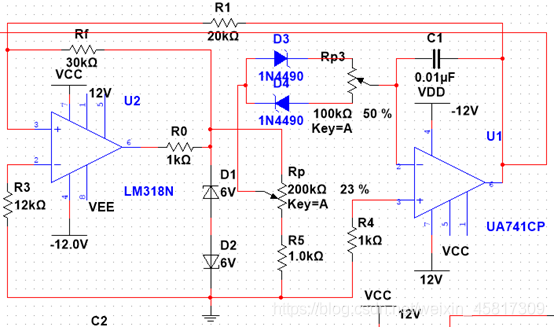 R1
20kΩ
Rf
30kΩ
D3
1N4490
Rp3
C1
0.01µF
VCC
12V
U2
D4
1N4490
100kΩ
Key=A
50 %
VDD
-12V
7
1
5
3
2
6
4
8
R0
1kΩ
LM318N
VEE
-12.0V
R3
12kΩ
D1
6V
D2
6V
Rp
200kΩ
Key=A
23 %
R5
1.0kΩ
R4
1kΩ
U1
4
2
3
6
7
5
1
UA741CP
VCC
12V
https://blog.csdn.net/weixin_45817309
C2
VCC
12V